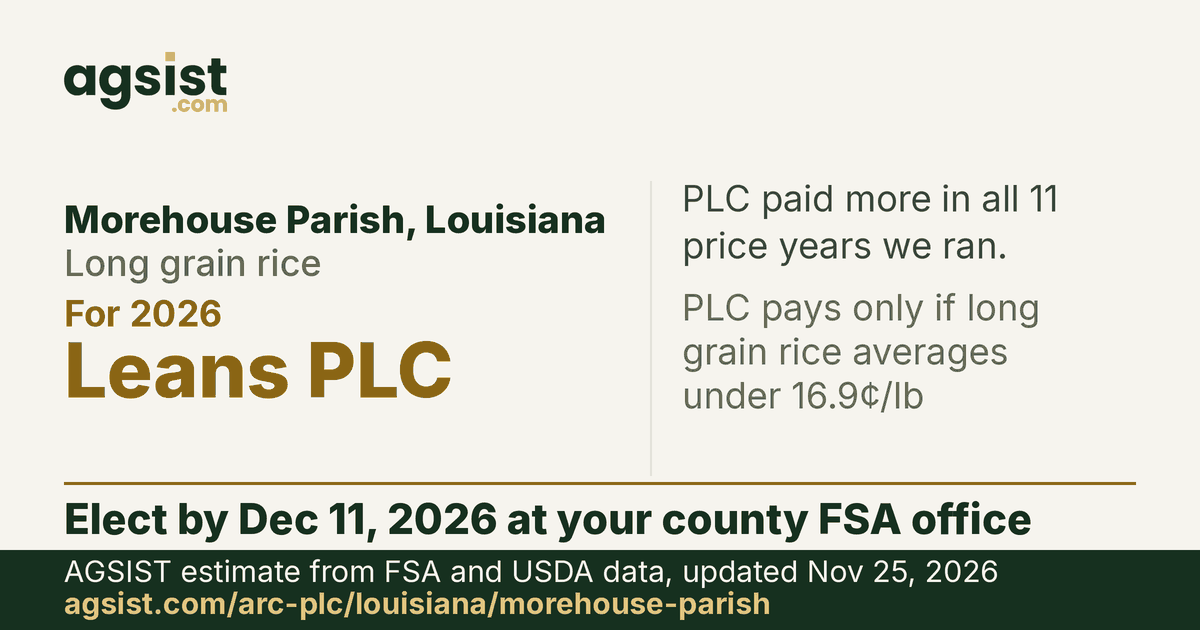 agsist
.com
Morehouse Parish, Louisiana
Long grain rice
For 2026
Leans PLC
PLC paid more in all 11
price years we ran.
PLC pays only if long
grain rice averages
under 16.9¢/lb
Elect by Dec 11, 2026 at your county FSA office
AGSIST estimate from FSA and USDA data, updated Nov 25, 2026
agsist.com/arc-plc/louisiana/morehouse-parish